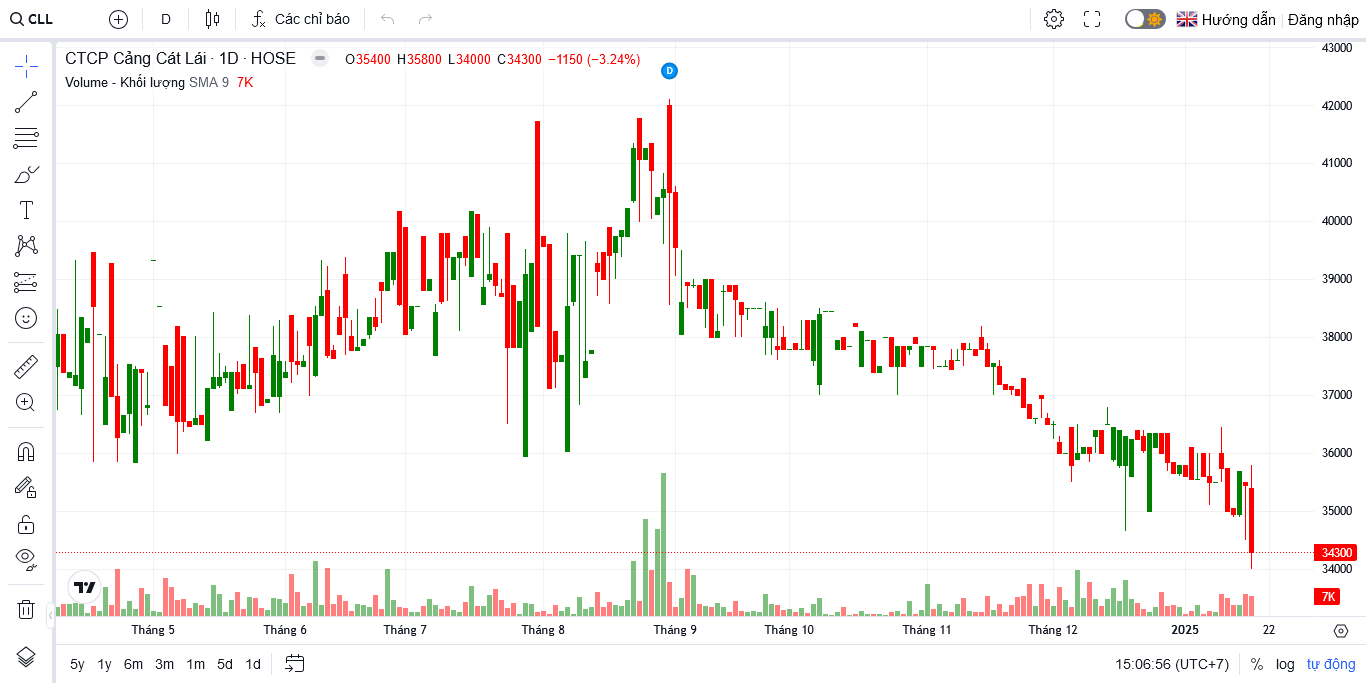 CLL D Các chỉ báo Hướng dẫn Đăng nhập
CTCP Cảng Cát Lái · 1D · HOSE O35400 H35800 L34000 C34300 −1150 (−3.24%)
Volume - Khối lượng SMA 9 7K
D
43000
42000
41000
40000
39000
38000
37000
36000
35000
34300
34000
7K
Tháng 5 Tháng 6 Tháng 7 Tháng 8 Tháng 9 Tháng 10 Tháng 11 Tháng 12 2025 22
5y 1y 6m 3m 1m 5d 1d 15:06:56 (UTC+7) % log tự động